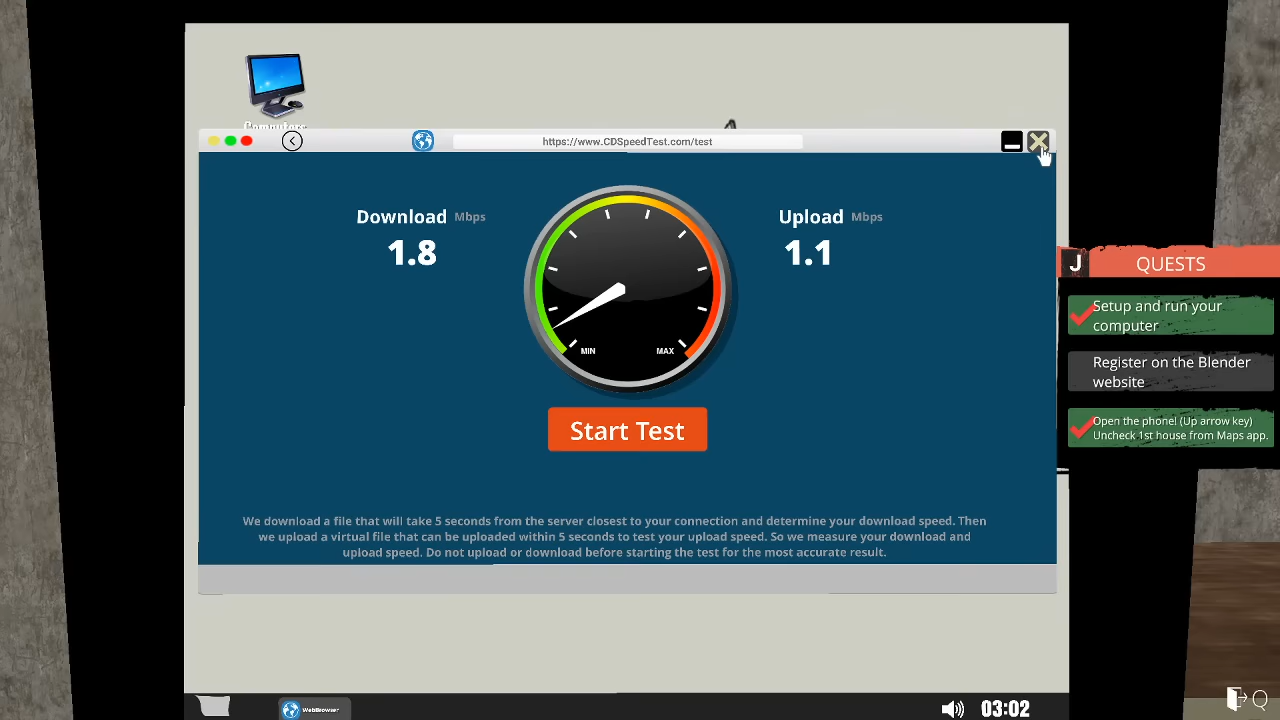 Computers
https://www.CDSpeedTest.com/test
Download Mbps
1.8
Upload Mbps
1.1
MIN
MAX
Start Test
We download a file that will take 5 seconds from the server closest to your connection and determine your download speed. Then
we upload a virtual file that can be uploaded within 5 seconds to test your upload speed. So we measure your download and
upload speed. Do not upload or download before starting the test for the most accurate result.
J QUESTS
Setup and run your
computer
Register on the Blender
website
Open the phone! (Up arrow key)
Uncheck 1st house from Maps app.
WebBrowser
03:02
Q